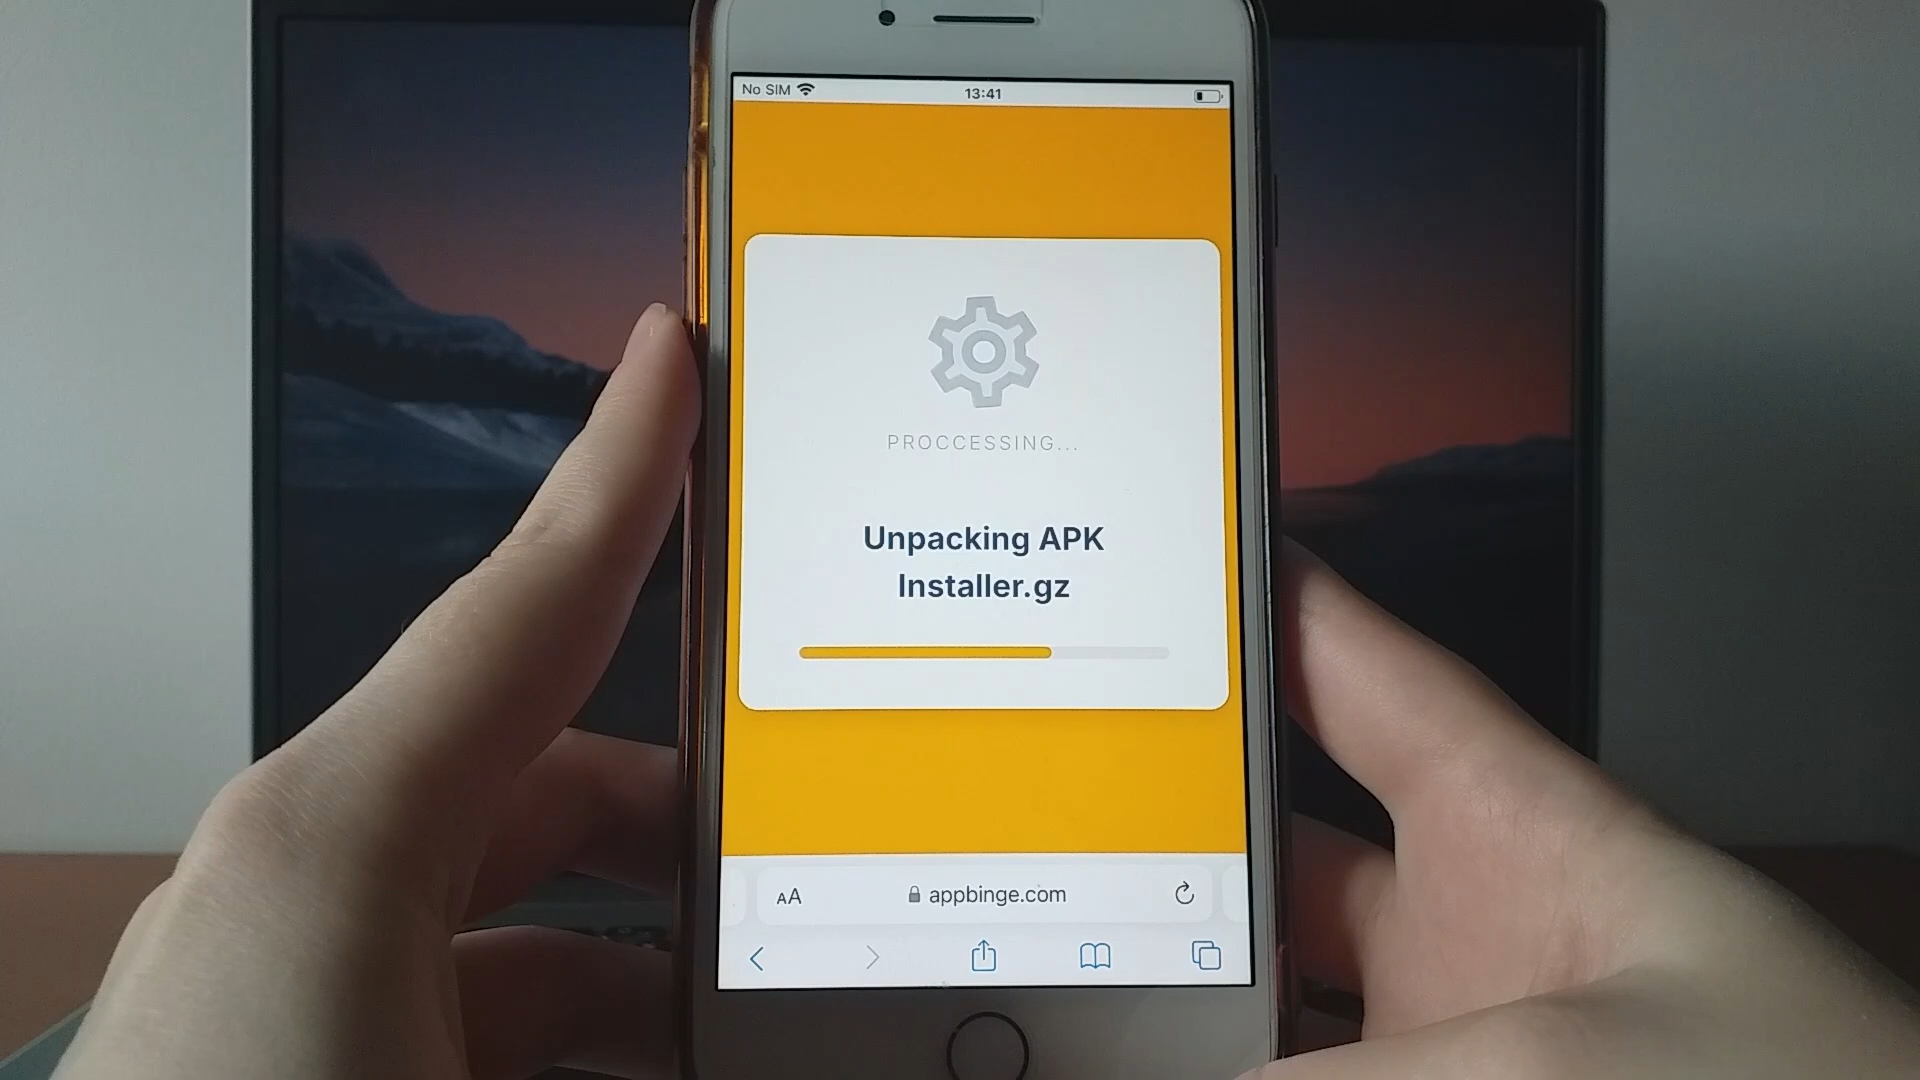 No SIM 13:41
PROCCESSING...
Unpacking APK
Installer.gz
AA appbinge.com